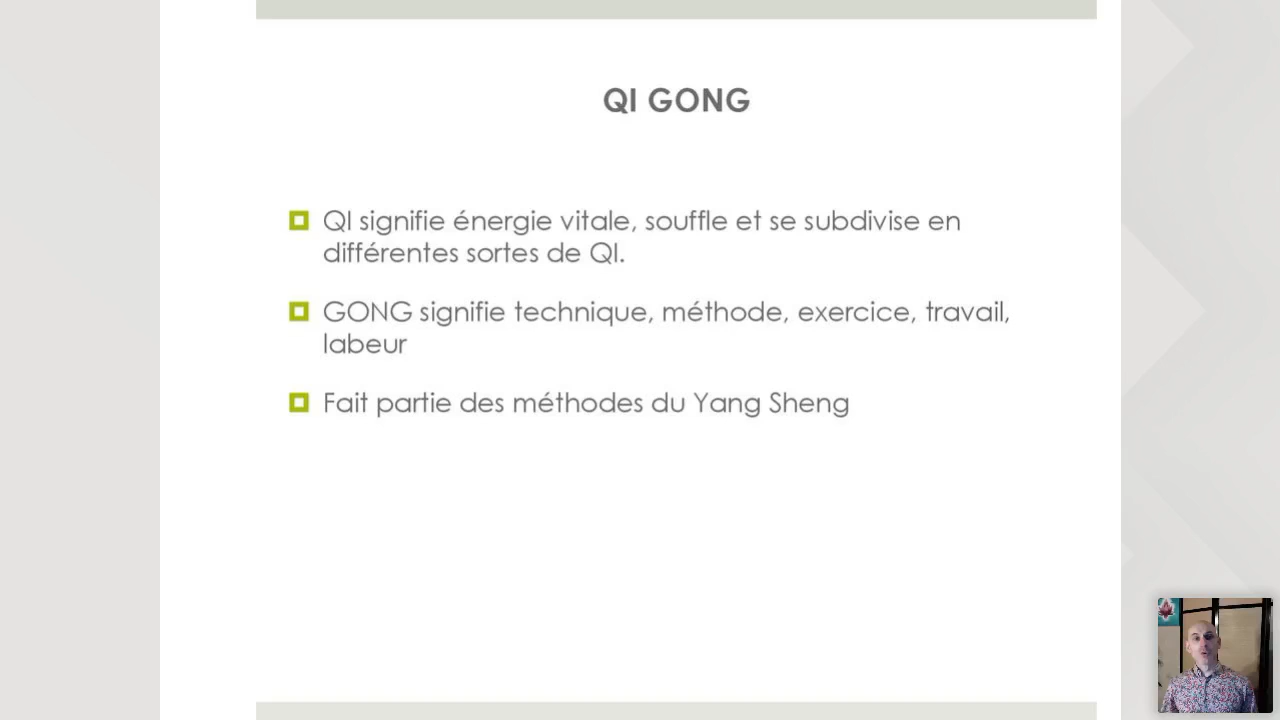 QI GONG
QI signifie énergie vitale, souffle et se subdivise en
différentes sortes de QI.
GONG signifie technique, méthode, exercice, travail,
labeur
Fait partie des méthodes du Yang Sheng